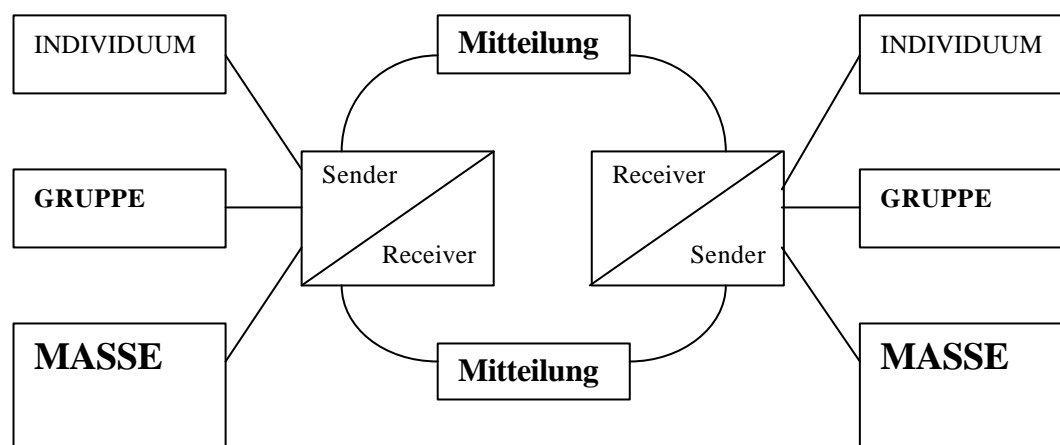 INDIVIDUUM
Mitteilung
INDIVIDUUM
Sender
Receiver
GRUPPE
GRUPPE
Receiver
Sender
MASSE
Mitteilung
MASSE